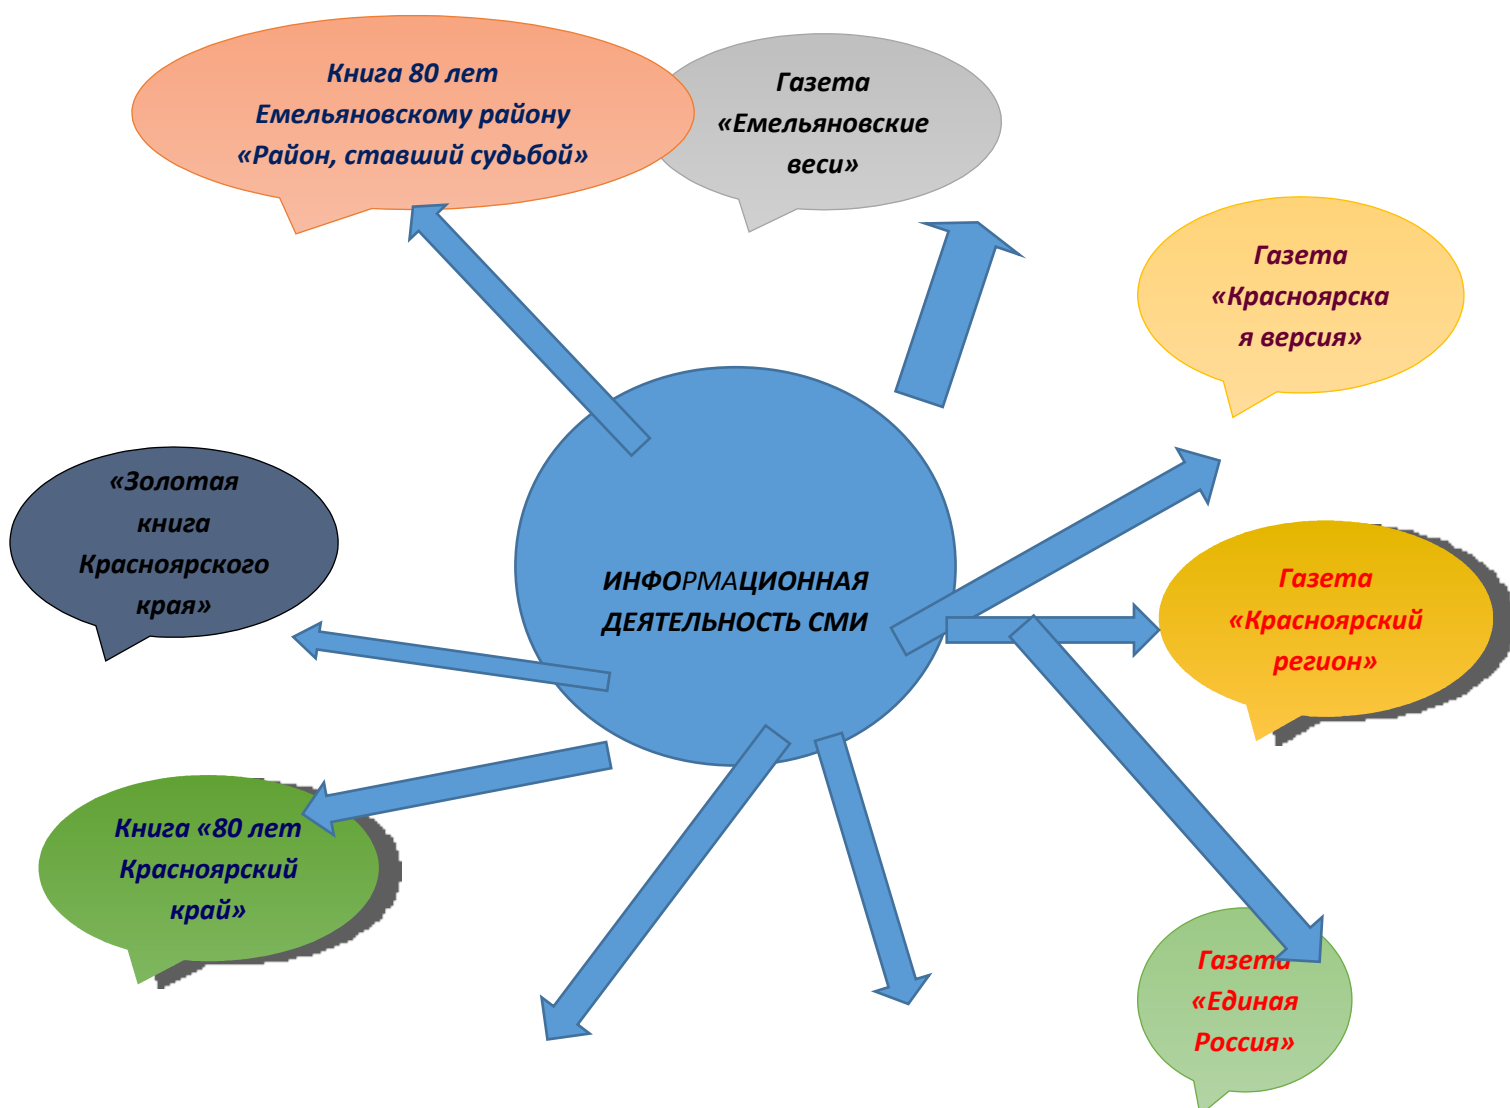 Книга 80 лет
Емельяновскому району
«Район, ставший судьбой»
Газета
«Емельяновские
веси»
Газета
«Красноярска
я версия»
«Золотая
книга
Красноярского
края»
ИНФОРМАЦИОННАЯ
ДЕЯТЕЛЬНОСТЬ СМИ
Газета
«Красноярский
регион»
Книга «80 лет
Красноярский
край»
Газета
«Единая
Россия»